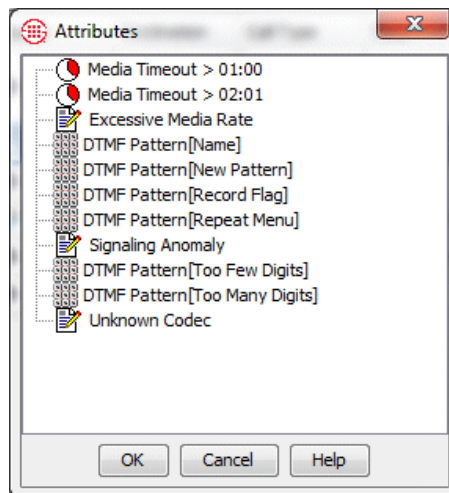 Attributes
Call Type
Media Timeout > 01:00
Media Timeout > 02:01
Excessive Media Rate
DTMF Pattern[Name]
DTMF Pattern[New Pattern]
DTMF Pattern[Record Flag]
DTMF Pattern[Repeat Menu]
Signaling Anomaly
DTMF Pattern[Too Few Digits]
DTMF Pattern[Too Many Digits]
Unknown Codec
OK Cancel Help